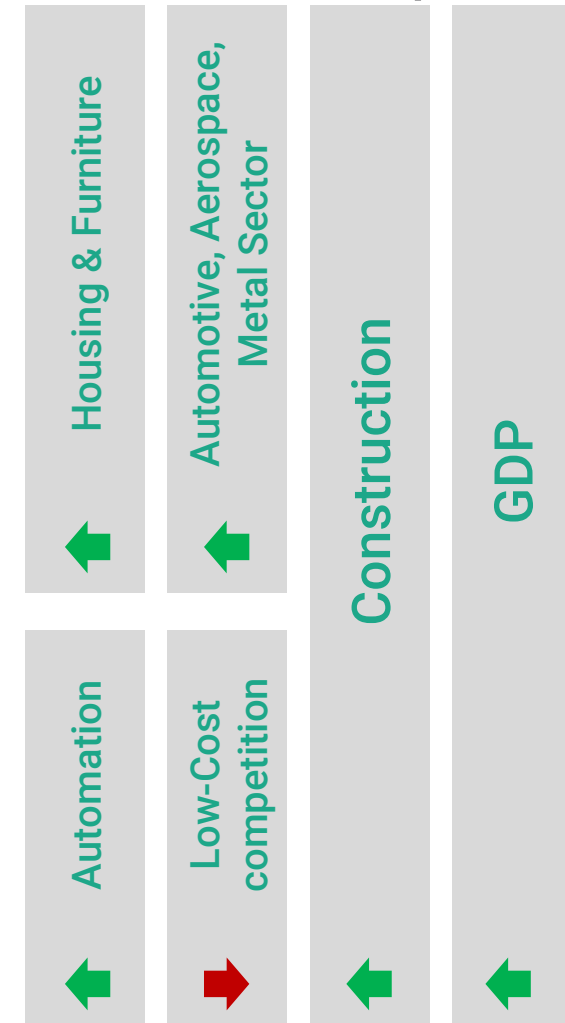 Housing & Furniture
Automotive, Aerospace,
Metal Sector
Construction
GDP
Automation
Low-Cost
competition